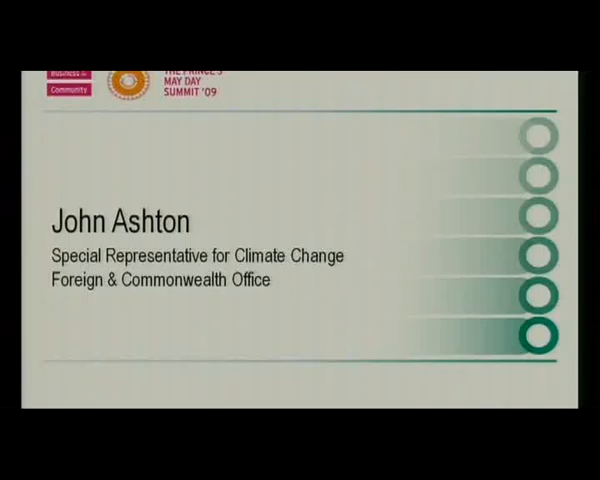 Business in the
Community
THE PRINCE'S
MAY DAY
SUMMIT '09
John Ashton
Special Representative for Climate Change
Foreign & Commonwealth Office